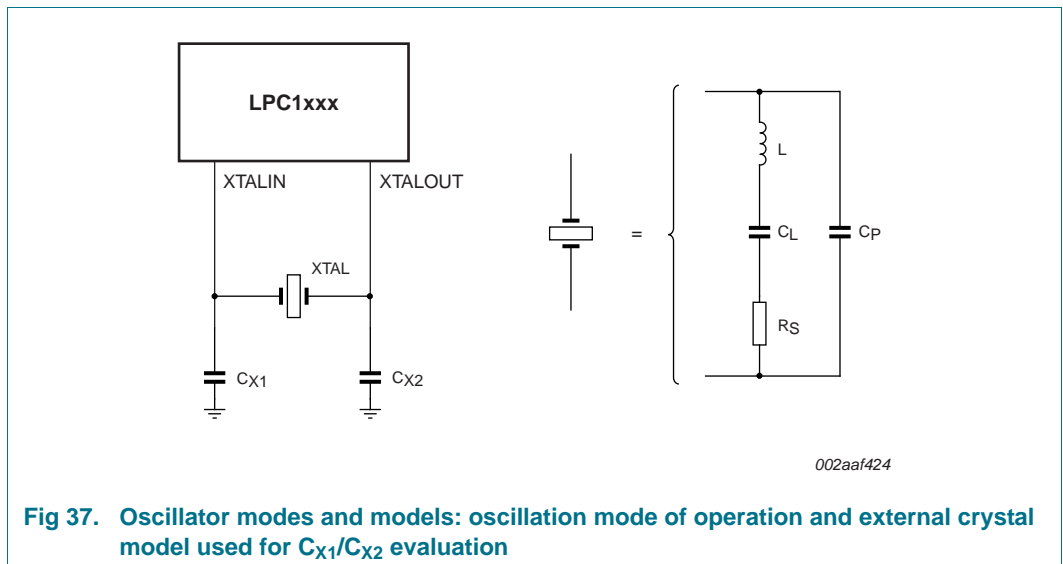 LPC1xxx
XTALIN
XTALOUT
XTAL
CX1
CX2
=
L
CL
CP
RS
002aaf424
Fig 37. Oscillator modes and models: oscillation mode of operation and external crystal
model used for CX1/CX2 evaluation